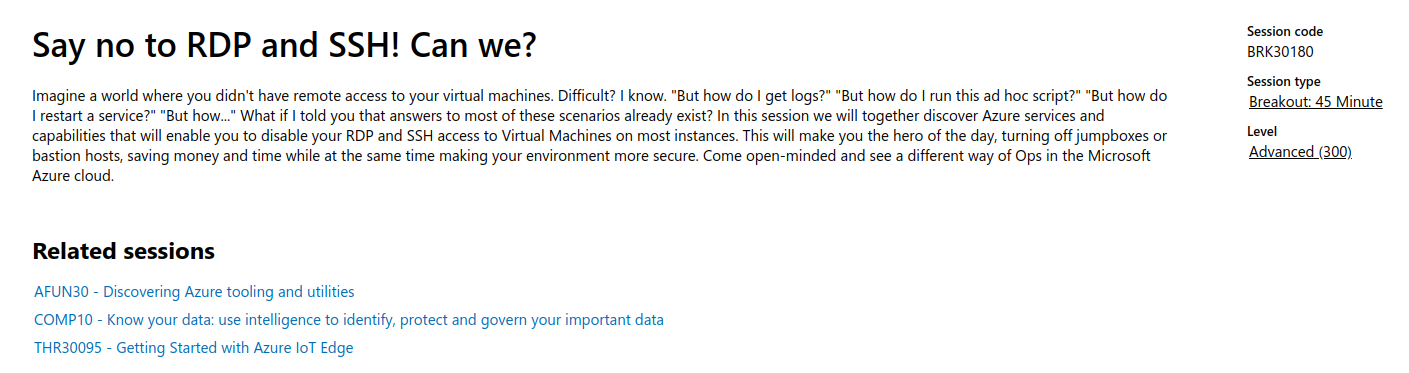 Say no to RDP and SSH! Can we?
Imagine a world where you didn't have remote access to your virtual machines. Difficult? I know. "But how do I get logs?" "But how do I run this ad hoc script?" "But how do
I restart a service?" "But how..." What if I told you that answers to most of these scenarios already exist? In this session we will together discover Azure services and
capabilities that will enable you to disable your RDP and SSH access to Virtual Machines on most instances. This will make you the hero of the day, turning off jumpboxes or
bastion hosts, saving money and time while at the same time making your environment more secure. Come open-minded and see a different way of Ops in the Microsoft
Azure cloud.
Session code
BRK30180
Session type
Breakout: 45 Minute
Level
Advanced (300)
Related sessions
AFUN30 - Discovering Azure tooling and utilities
COMP10 - Know your data: use intelligence to identify, protect and govern your important data
THR30095 - Getting Started with Azure IoT Edge